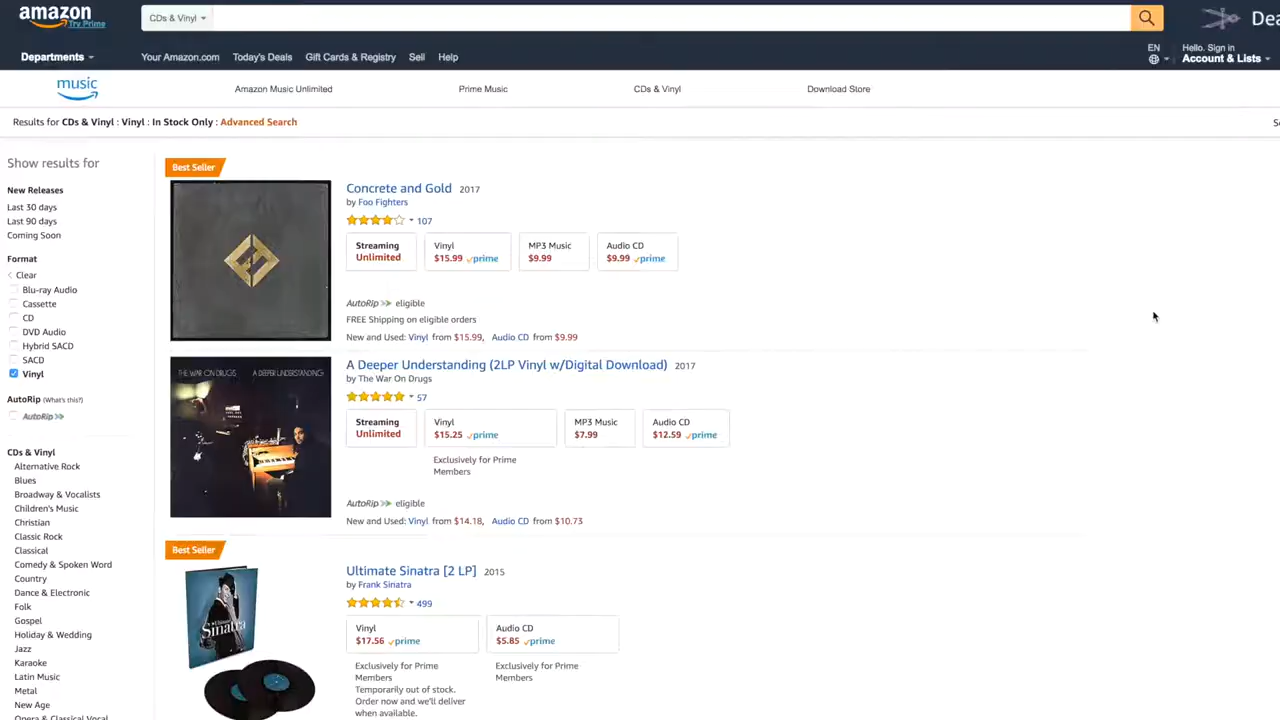 amazon
Try Prime
CDs & Vinyl
Dea
Departments
Your Amazon.com Today's Deals Gift Cards & Registry Sell Help
EN
Hello. Sign in
Account & Lists
music
Amazon Music Unlimited Prime Music CDs & Vinyl Download Store
Results for CDs & Vinyl : Vinyl : In Stock Only : Advanced Search
Show results for
New Releases
Last 30 days
Last 90 days
Coming Soon
Format
Clear
Blu-ray Audio
Cassette
CD
DVD Audio
Hybrid SACD
SACD
Vinyl
AutoRip (What's this?)
AutoRip
CDs & Vinyl
Alternative Rock
Blues
Broadway & Vocalists
Children's Music
Christian
Classic Rock
Classical
Comedy & Spoken Word
Country
Dance & Electronic
Folk
Gospel
Holiday & Wedding
Jazz
Karaoke
Latin Music
Metal
New Age
Opera & Classical Vocal
Best Seller
Concrete and Gold 2017
by Foo Fighters
107
Streaming
Unlimited
Vinyl
$15.99 prime
MP3 Music
$9.99
Audio CD
$9.99 prime
AutoRip eligible
FREE Shipping on eligible orders
New and Used: Vinyl from $15.99, Audio CD from $9.99
THE WAR ON DRUGS A DEEPER UNDERSTANDING
A Deeper Understanding (2LP Vinyl w/Digital Download) 2017
by The War On Drugs
57
Streaming
Unlimited
Vinyl
$15.25 prime
MP3 Music
$7.99
Audio CD
$12.59 prime
Exclusively for Prime
Members
AutoRip eligible
New and Used: Vinyl from $14.18, Audio CD from $10.73
Best Seller
Sinatra
Ultimate Sinatra [2 LP] 2015
by Frank Sinatra
499
Vinyl
$17.56 prime
Audio CD
$5.85 prime
Exclusively for Prime
Members
Temporarily out of stock.
Order now and we'll deliver
when available.
Exclusively for Prime
Members